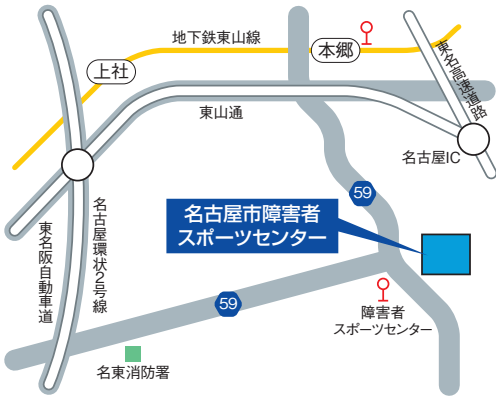 地下鉄東山線
本郷
上社
東名高速道路
東山通
名古屋IC
59
名古屋市障害者
スポーツセンター
名古屋環状2号線
東名阪自動車道
59
障害者
スポーツセンター
名東消防署